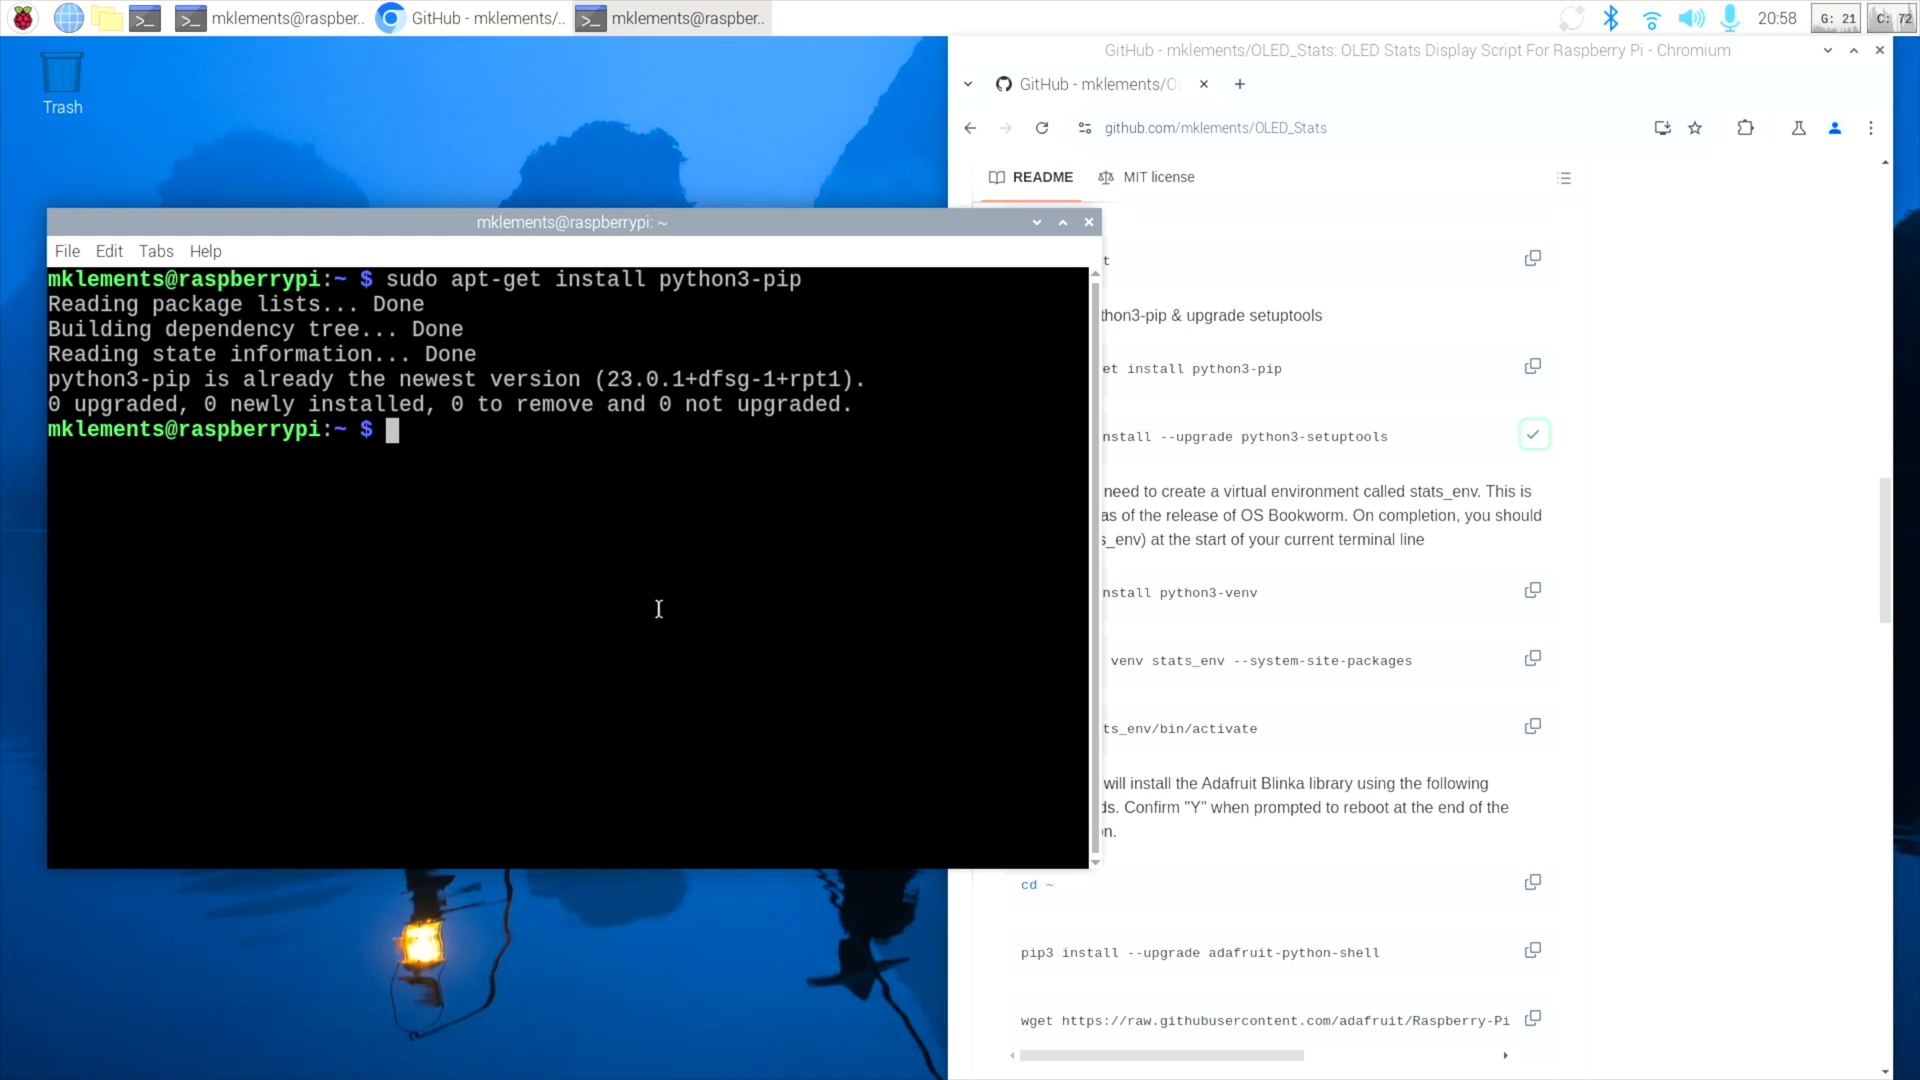 mklements@raspber..
GitHub - mklements/..
mklements@raspber..
20:58
G: 21
C: 72
Trash
GitHub - mklements/OLED_Stats: OLED Stats Display Script For Raspberry Pi - Chromium
GitHub - mklements/OL
github.com/mklements/OLED_Stats
README
MIT license
mklements@raspberrypi: ~
File Edit Tabs Help
mklements@raspberrypi:~ $ sudo apt-get install python3-pip
Reading package lists... Done
Building dependency tree... Done
Reading state information... Done
python3-pip is already the newest version (23.0.1+dfsg-1+rpt1).
0 upgraded, 0 newly installed, 0 to remove and 0 not upgraded.
mklements@raspberrypi:~ $
t
thon3-pip & upgrade setuptools
et install python3-pip
nstall --upgrade python3-setuptools
need to create a virtual environment called stats_env. This is
as of the release of OS Bookworm. On completion, you should
s_env) at the start of your current terminal line
nstall python3-venv
venv stats_env --system-site-packages
ts_env/bin/activate
will install the Adafruit Blinka library using the following
ds. Confirm "Y" when prompted to reboot at the end of the
on.
cd ~
pip3 install --upgrade adafruit-python-shell
wget https://raw.githubusercontent.com/adafruit/Raspberry-Pi